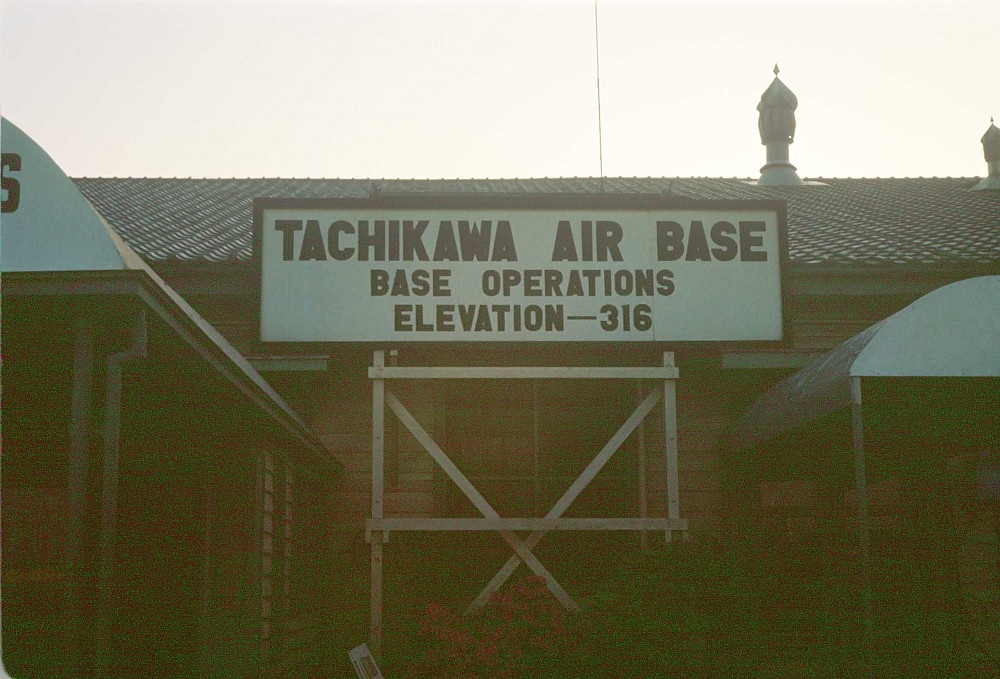 S
TACHIKAWA AIR BASE
BASE OPERATIONS
ELEVATION—316